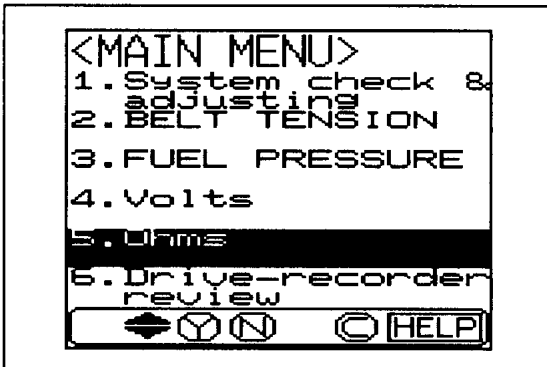 <MAIN MENU>
1.System check &
adjusting
2.BELT TENSION
3.FUEL PRESSURE
4.Volts
5.Ohms
6.Drive-recorder
review
Y N C HELP